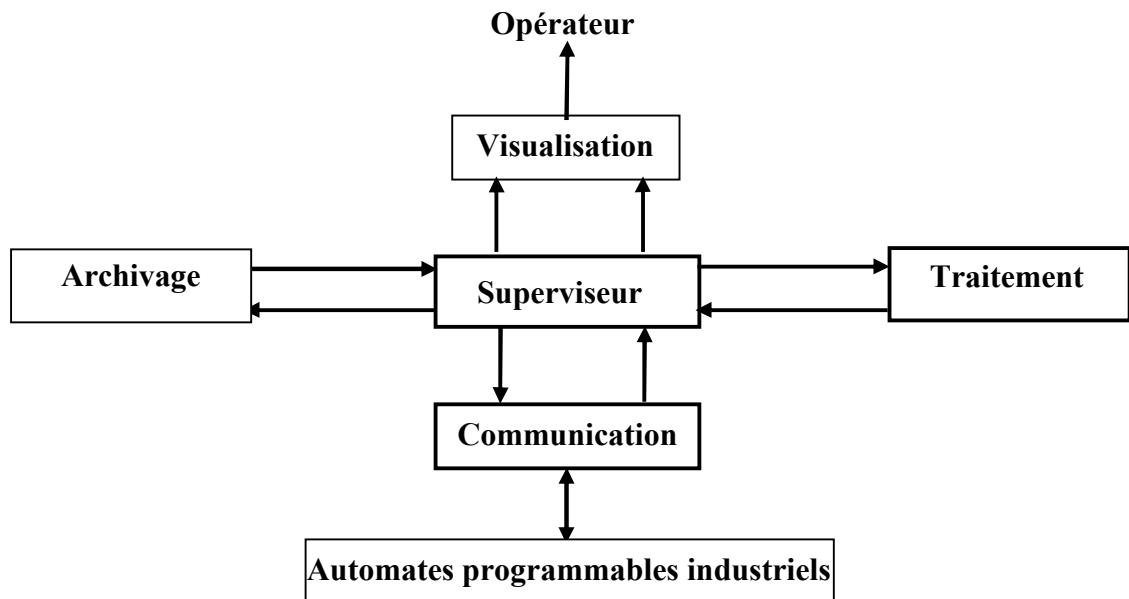 Opérateur
Visualisation
Archivage
Superviseur
Traitement
Communication
Automates programmables industriels